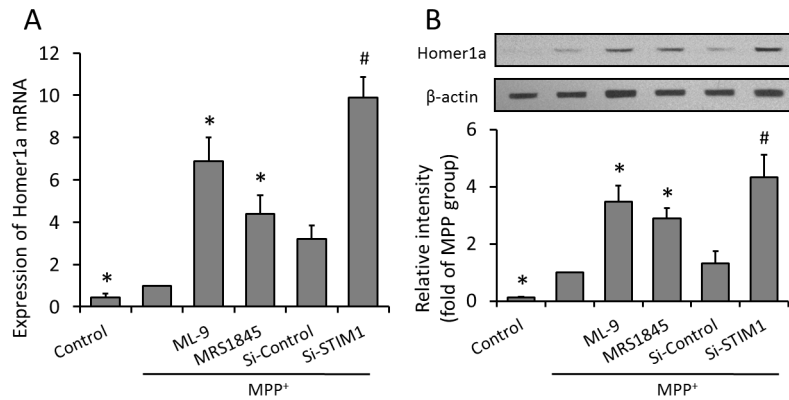 A
Expression of Homer1a mRNA
12
10
8
6
4
2
0
*
*
*
#
Control
ML-9
MRS1845
Si-Control
Si-STIM1
MPP⁺
B
Homer1a
β-actin
Relative intensity
(fold of MPP group)
6
4
2
0
*
*
*
#
Control
ML-9
MRS1845
Si-Control
Si-STIM1
MPP⁺